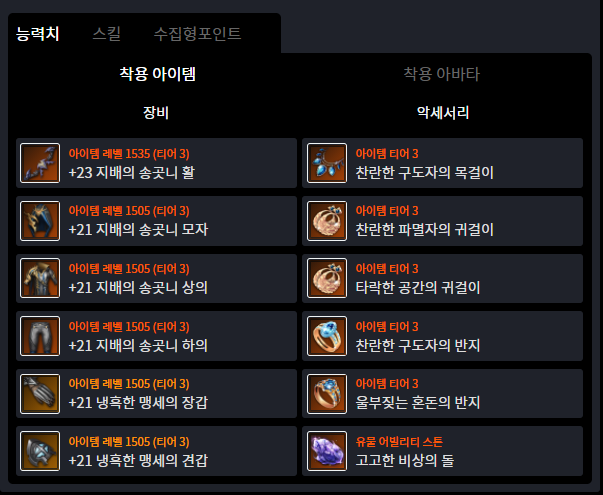 능력치 스킬 수집형포인트
착용 아이템 착용 아바타
장비 악세서리
아이템 레벨 1535 (티어 3)
+23 지배의 송곳니 활
아이템 티어 3
찬란한 구도자의 목걸이
아이템 레벨 1505 (티어 3)
+21 지배의 송곳니 모자
아이템 티어 3
찬란한 파멸자의 귀걸이
아이템 레벨 1505 (티어 3)
+21 지배의 송곳니 상의
아이템 티어 3
타락한 공간의 귀걸이
아이템 레벨 1505 (티어 3)
+21 지배의 송곳니 하의
아이템 티어 3
찬란한 구도자의 반지
아이템 레벨 1505 (티어 3)
+21 냉혹한 맹세의 장갑
아이템 티어 3
울부짖는 혼돈의 반지
아이템 레벨 1505 (티어 3)
+21 냉혹한 맹세의 견갑
유물 어빌리티 스톤
고고한 비상의 돌